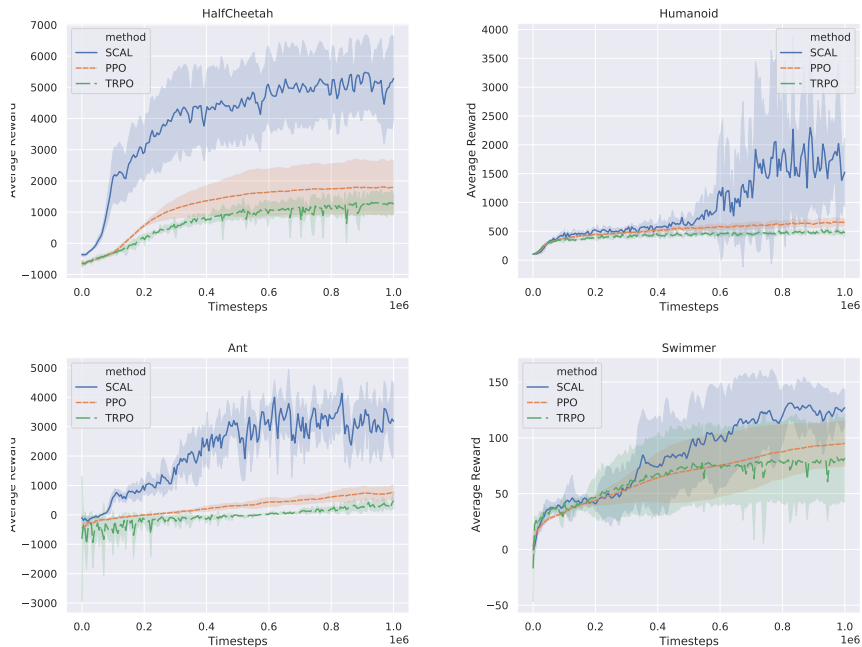 HalfCheetah
7000
6000
5000
4000
3000
2000
1000
0
−1000
Average Reward
method
SCAL
PPO
TRPO
0.0 0.2 0.4 0.6 0.8 1.0
Timesteps
1e6
Humanoid
4000
3500
3000
2500
2000
1500
1000
500
0
Average Reward
method
SCAL
PPO
TRPO
0.0 0.2 0.4 0.6 0.8 1.0
Timesteps
1e6
Ant
5000
4000
3000
2000
1000
0
−1000
−2000
−3000
Average Reward
method
SCAL
PPO
TRPO
0.0 0.2 0.4 0.6 0.8 1.0
Timesteps
1e6
Swimmer
150
100
50
0
−50
Average Reward
method
SCAL
PPO
TRPO
0.0 0.2 0.4 0.6 0.8 1.0
Timesteps
1e6